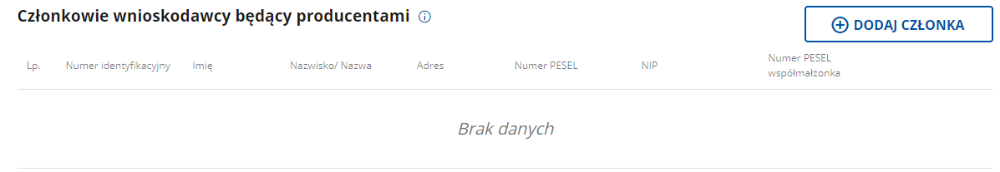 Członkowie wnioskodawcy będący producentami
DODAJ CZŁONKA
Lp. Numer identyfikacyjny Imię Nazwisko/ Nazwa Adres Numer PESEL NIP Numer PESEL
współmałżonka
Brak danych